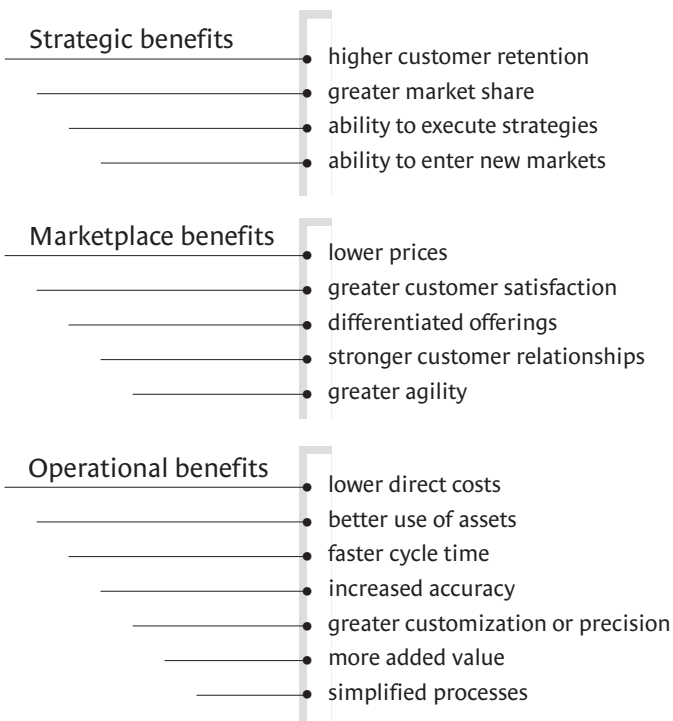 Strategic benefits
higher customer retention
greater market share
ability to execute strategies
ability to enter new markets
Marketplace benefits
lower prices
greater customer satisfaction
differentiated offerings
stronger customer relationships
greater agility
Operational benefits
lower direct costs
better use of assets
faster cycle time
increased accuracy
greater customization or precision
more added value
simplified processes